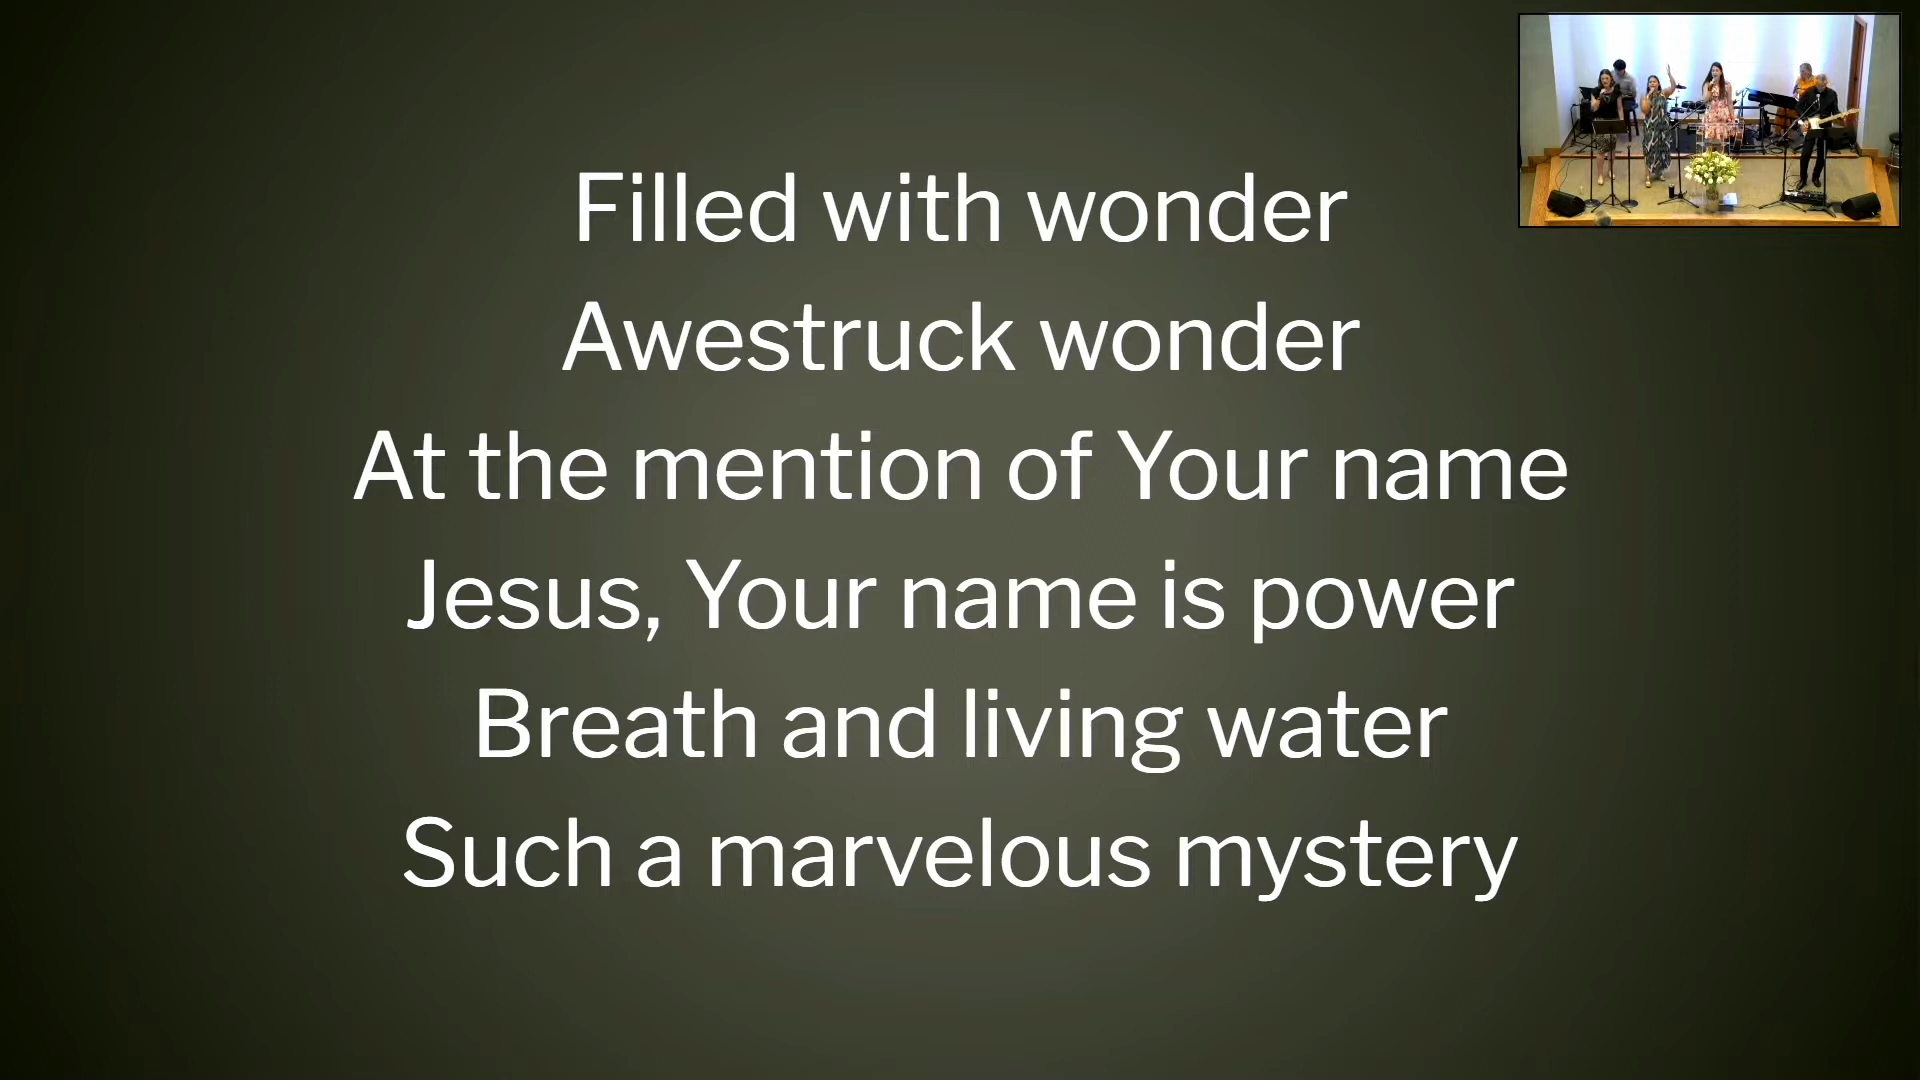 Filled with wonder
Awestruck wonder
At the mention of Your name
Jesus, Your name is power
Breath and living water
Such a marvelous mystery